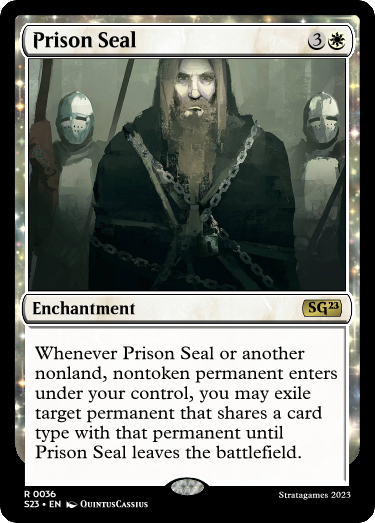 Prison Seal
3
Enchantment
SG23
Whenever Prison Seal or another
nonland, nontoken permanent enters
under your control, you may exile
target permanent that shares a card
type with that permanent until
Prison Seal leaves the battlefield.
R 0036
S23 • EN QuintusCassius
Stratagames 2023